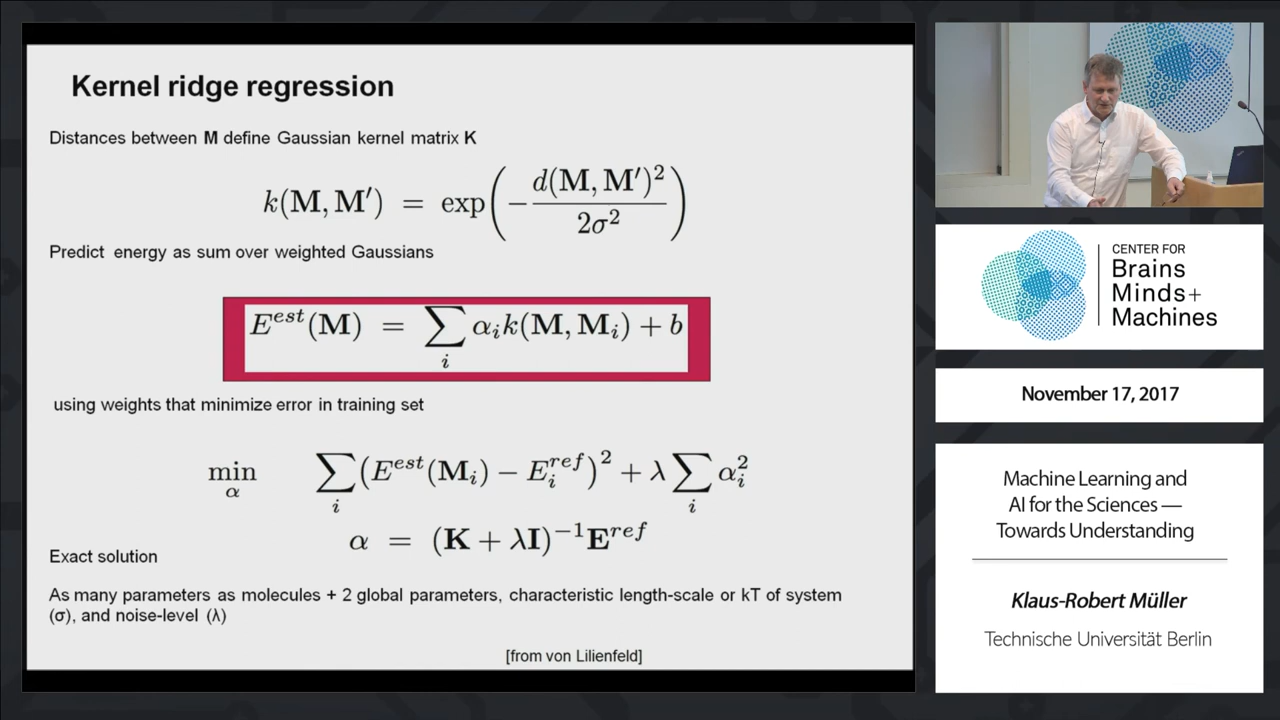 Kernel ridge regression
Distances between M define Gaussian kernel matrix K
k(M, M′) = exp(−d(M, M′)²/2σ²)
Predict energy as sum over weighted Gaussians
E^{est}(M) = ∑_i α_i k(M, M_i) + b
using weights that minimize error in training set
min_α ∑_i (E^{est}(M_i) − E_i^{ref})² + λ ∑_i α_i²
α = (K + λI)^{−1} E^{ref}
Exact solution
As many parameters as molecules + 2 global parameters, characteristic length-scale or kT of system
(σ), and noise-level (λ)
[from von Lilienfeld]
CENTER FOR
Brains
Minds+
Machines
November 17, 2017
Machine Learning and
AI for the Sciences —
Towards Understanding
Klaus-Robert Müller
Technische Universität Berlin